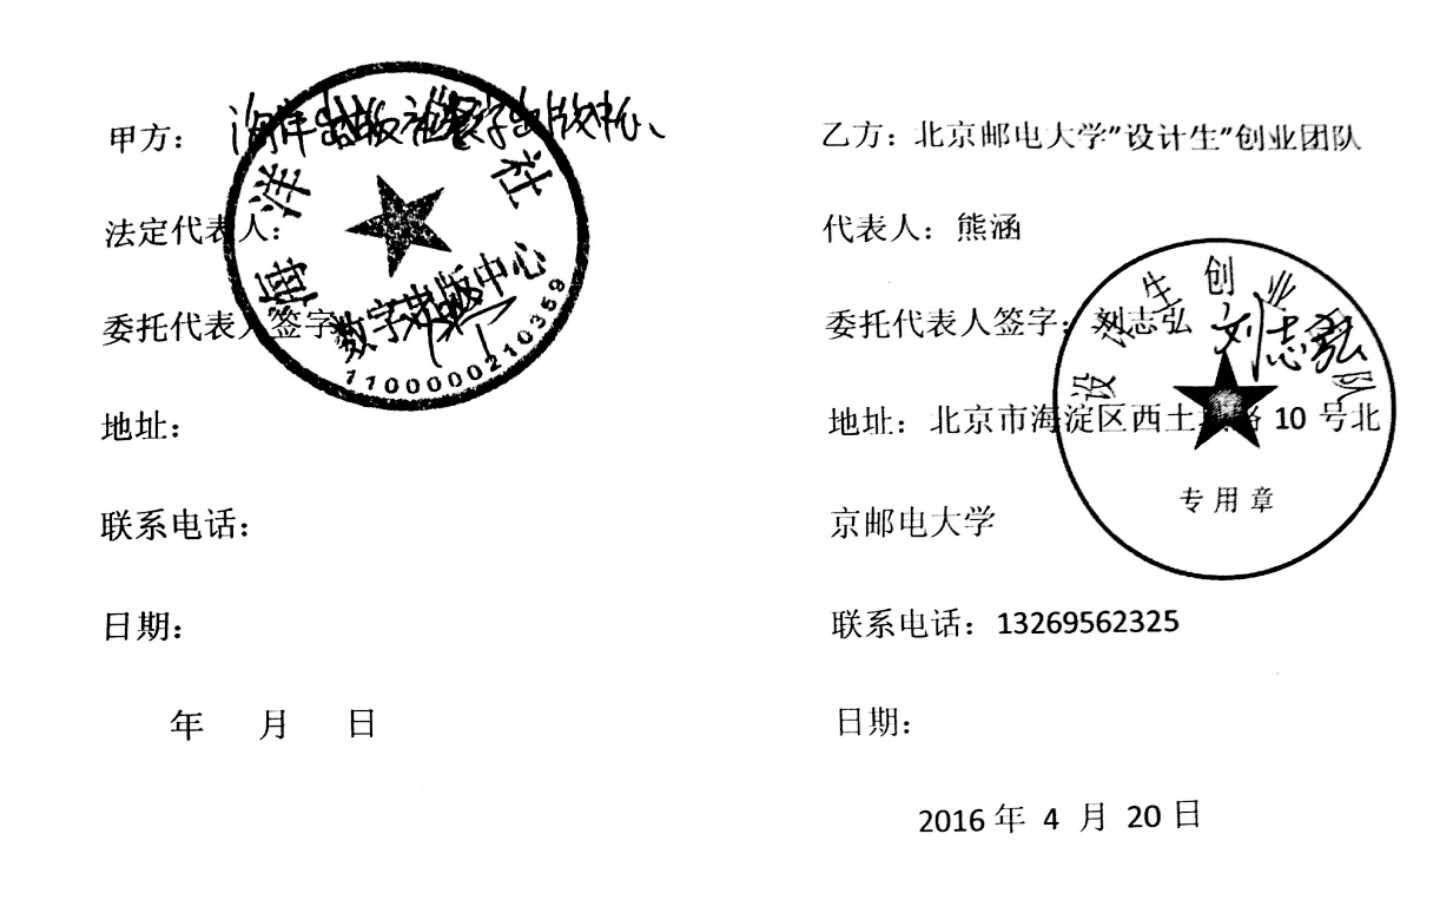 甲方： 海洋出版社数字出版中心
法定代表人：
委托代表人签字
地址：
联系电话：
日期：
年 月 日
海洋 社
数字出版中心
1100000210359
乙方：北京邮电大学"设计生"创业团队
代表人：熊涵
委托代表人签字：刘志弘 刘志弘
地址：北京市海淀区西土城路 10 号北
京邮电大学
联系电话：13269562325
日期：
2016 年 4 月 20 日
设计生创业团队
专用章